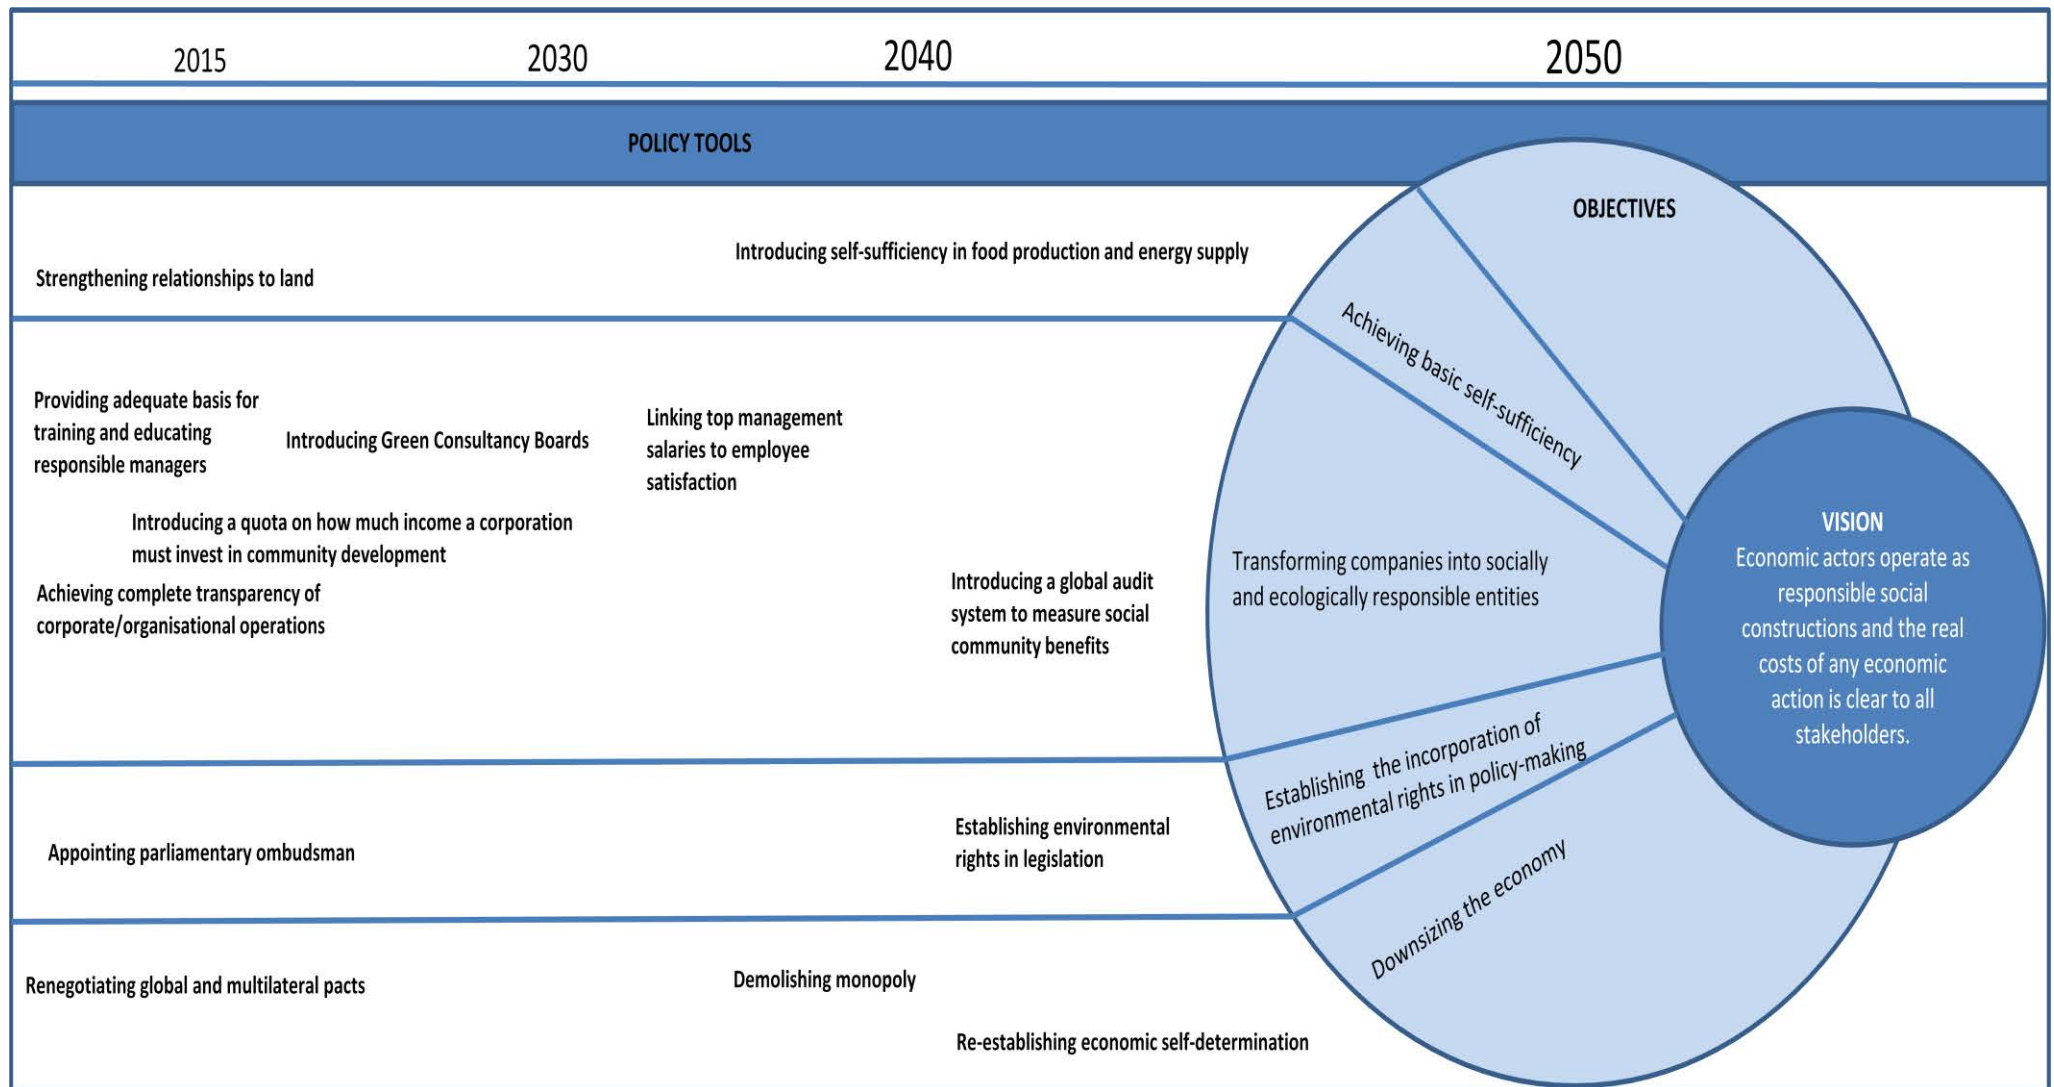 2015 2030 2040 2050
POLICY TOOLS
OBJECTIVES
Strengthening relationships to land
Introducing self-sufficiency in food production and energy supply
Achieving basic self-sufficiency
Providing adequate basis for
training and educating
responsible managers
Introducing Green Consultancy Boards
Linking top management
salaries to employee
satisfaction
Introducing a quota on how much income a corporation
must invest in community development
Achieving complete transparency of
corporate/organisational operations
Introducing a global audit
system to measure social
community benefits
Transforming companies into socially
and ecologically responsible entities
Appointing parliamentary ombudsman
Establishing environmental
rights in legislation
Establishing the incorporation of
environmental rights in policy-making
Renegotiating global and multilateral pacts
Demolishing monopoly
Re-establishing economic self-determination
Downsizing the economy
VISION
Economic actors operate as
responsible social
constructions and the real
costs of any economic
action is clear to all
stakeholders.